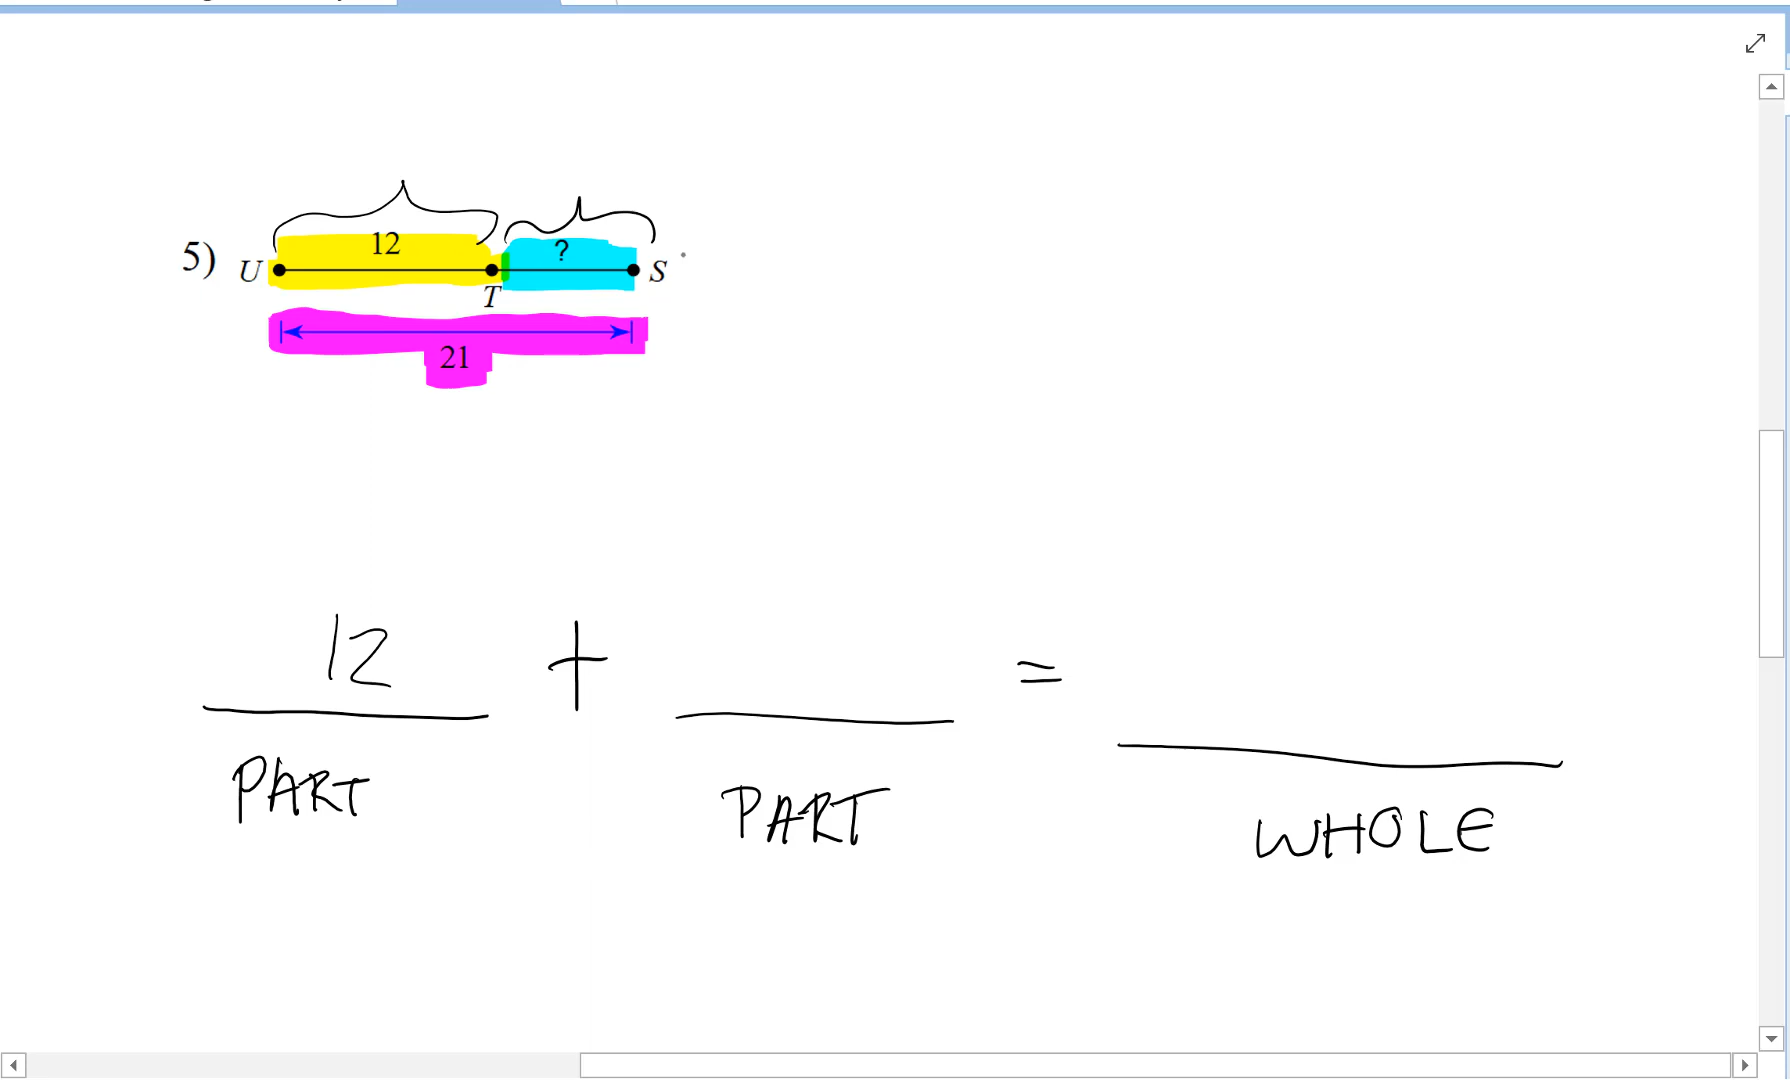 12 ?
5) U S
T
21
12 + =
PART PART WHOLE